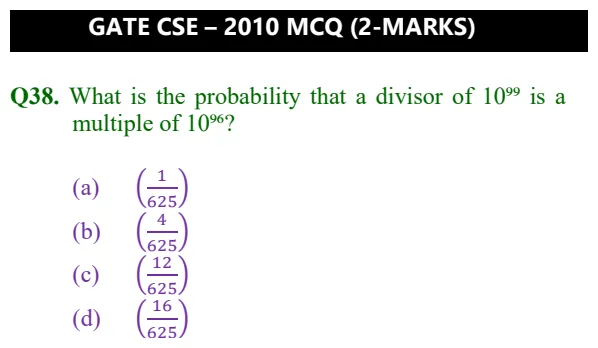 GATE CSE – 2010 MCQ (2-MARKS)
Q38. What is the probability that a divisor of 10⁹⁹ is a
multiple of 10⁹⁶?
(a) (1/625)
(b) (4/625)
(c) (12/625)
(d) (16/625)